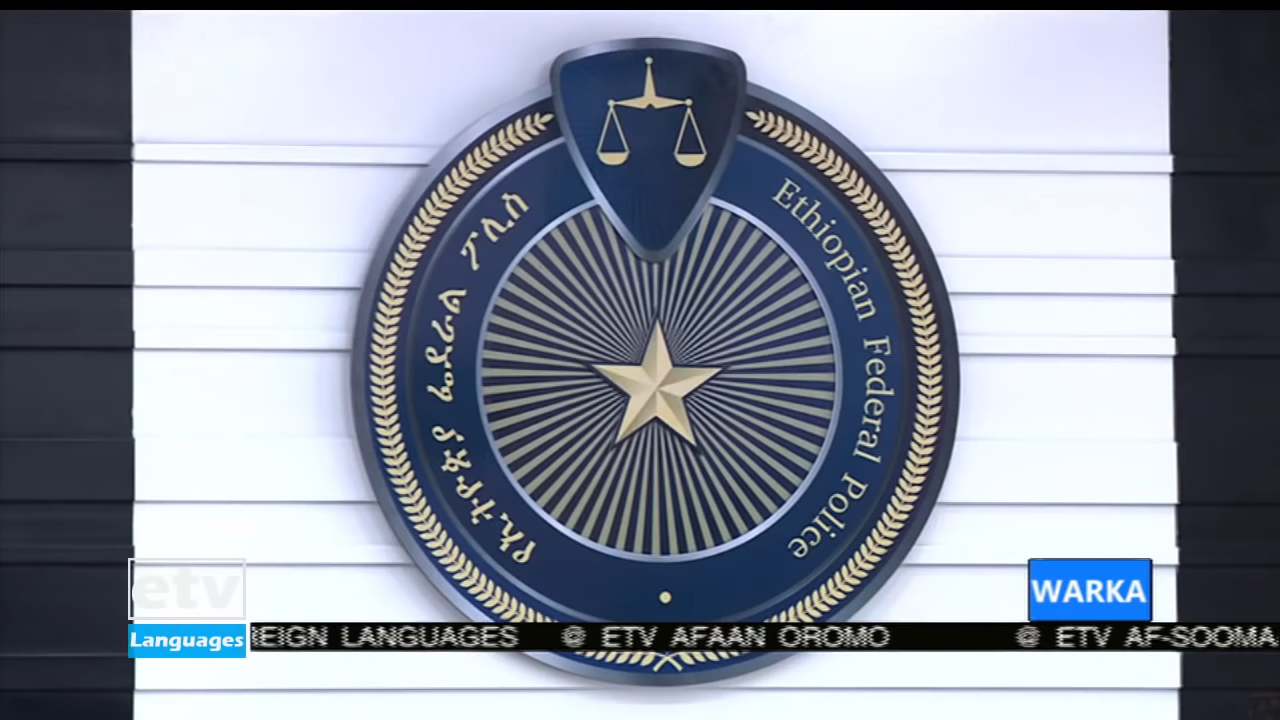 የኢትዮጵያ ፌዴራል ፖሊስ
Ethiopian Federal Police
etv
Languages
WARKA
EIGN LANGUAGES @ ETV AFAAN OROMO @ ETV AF-SOOMA